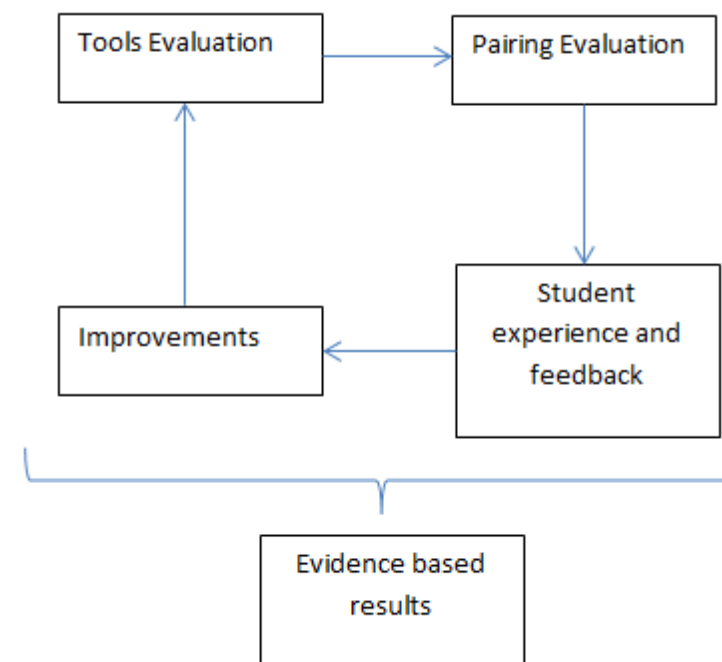 Tools Evaluation
Pairing Evaluation
Student
experience and
feedback
Improvements
Evidence based
results